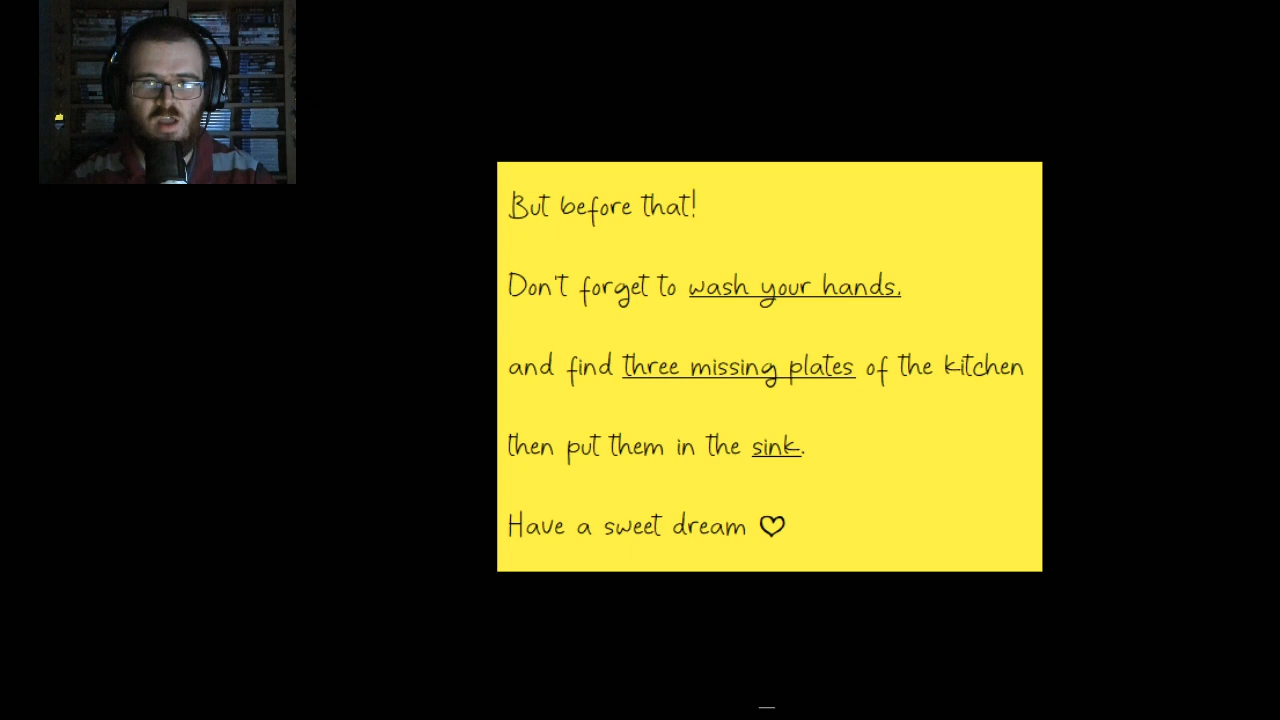 But before that!
Don't forget to wash your hands.
and find three missing plates of the kitchen
then put them in the sink.
Have a sweet dream ♡